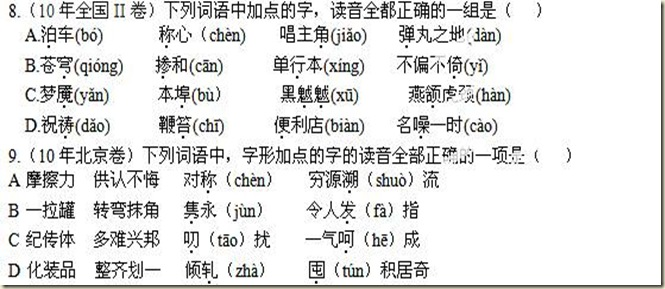 8.（10 年全国 II 卷）下列词语中加点的字，读音全都正确的一组是（ ）
A.泊车(bó) 称心（chèn） 唱主角(jiǎo) 弹丸之地(dàn)
B.苍穹(qióng) 掺和(cān) 单行本(xíng) 不偏不倚(yǐ)
C.梦魇(yǎn) 本埠(bù） 黑魆魆(xū) 燕颔虎颈(hàn)
D.祝祷(dǎo) 鞭笞(chī) 便利店(biàn) 名噪一时(cào)
9.（10 年北京卷）下列词语中，字形加点的字的读音全部正确的一项是（ ）
A 摩擦力 供认不悔 对称（chèn） 穷源溯（shuò）流
B 一拉罐 转弯抹角 隽永（jùn） 令人发（fà）指
C 纪传体 多难兴邦 叨（tāo）扰 一气呵（hē）成
D 化装品 整齐划一 倾轧（zhà） 囤（tún）积居奇